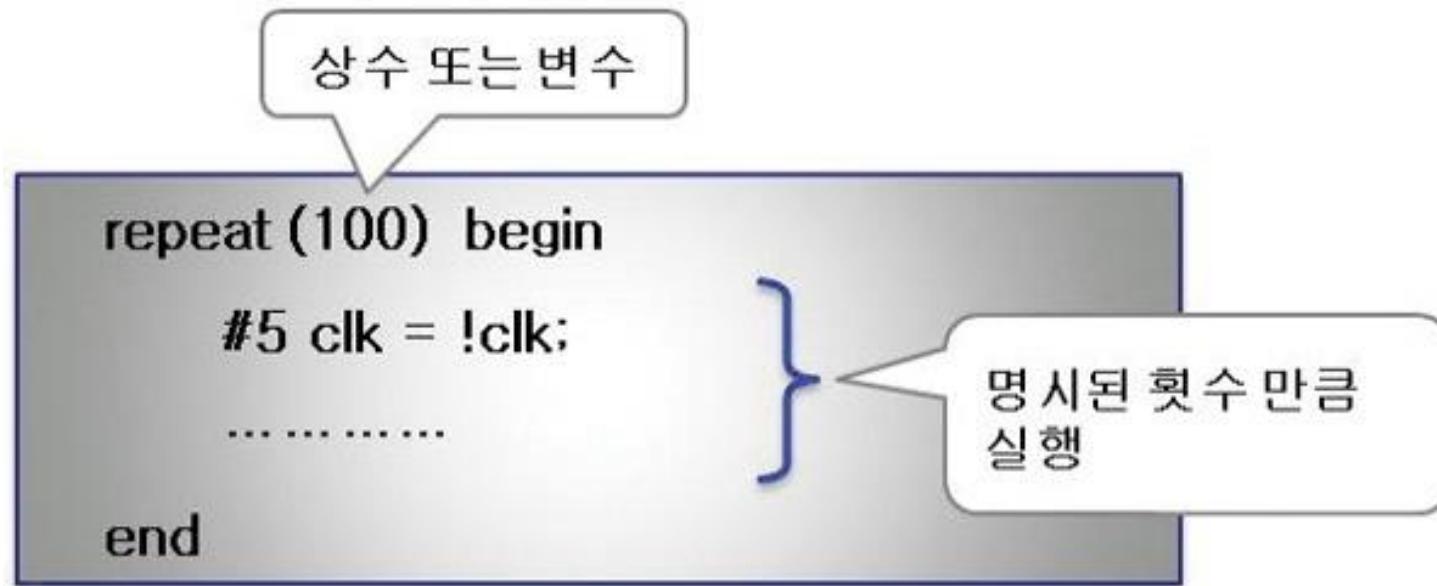 상수 또는 변수
repeat (100) begin
#5 clk = !clk;
…………
명시된 횟수 만큼
실행
end